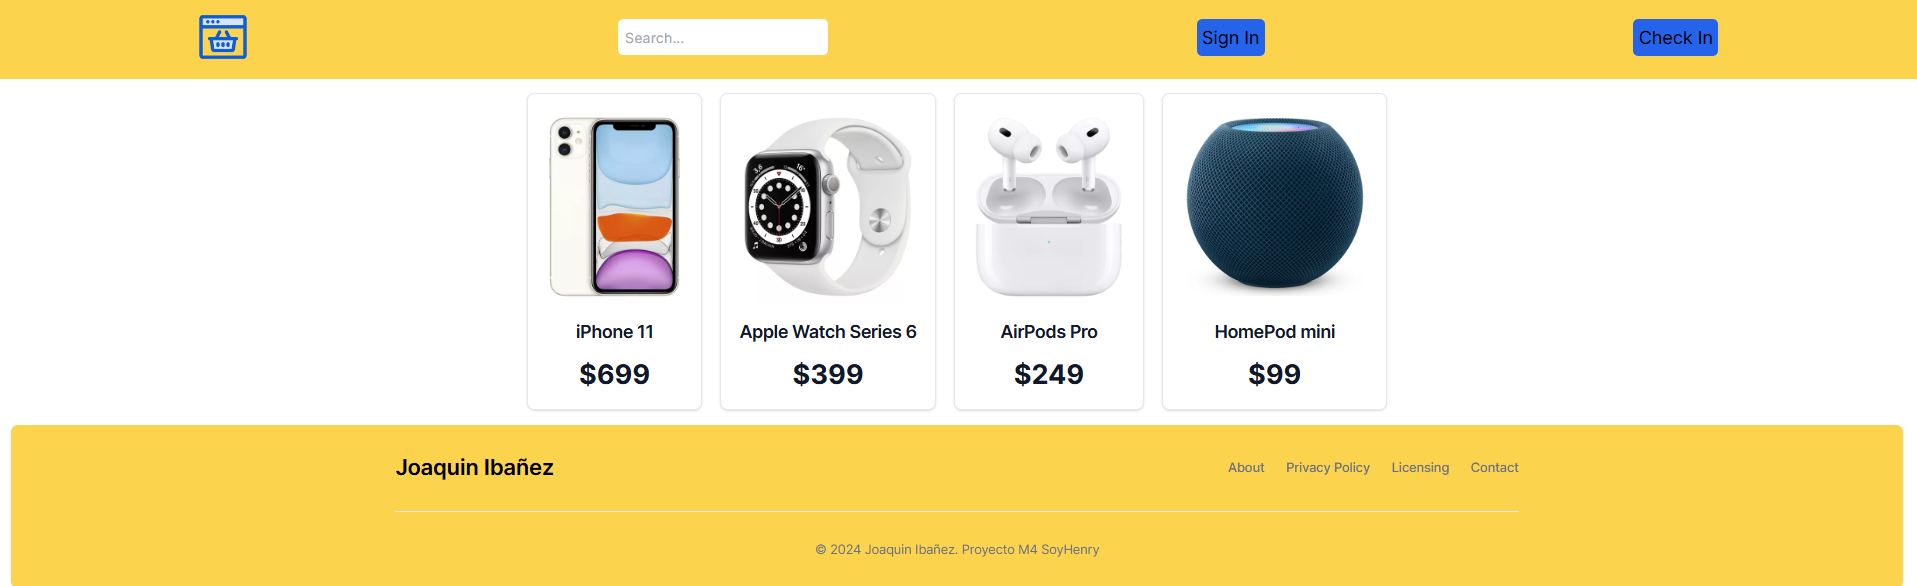 Search... Sign In Check In
iPhone 11 Apple Watch Series 6 AirPods Pro HomePod mini
$699 $399 $249 $99
Joaquin Ibañez About Privacy Policy Licensing Contact
© 2024 Joaquin Ibañez. Proyecto M4 SoyHenry